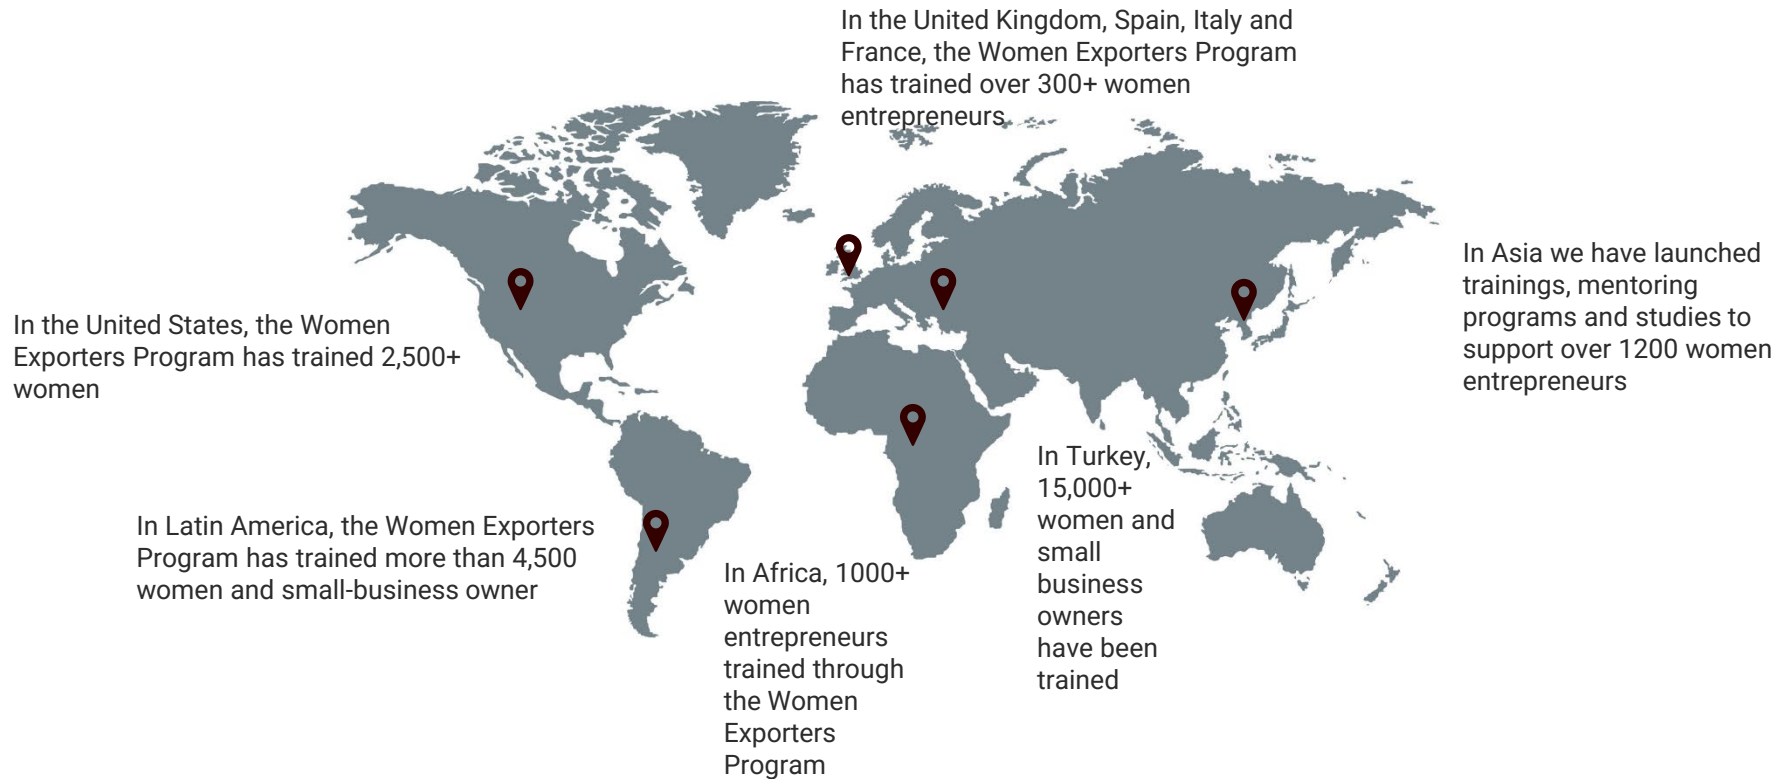 In the United Kingdom, Spain, Italy and
France, the Women Exporters Program
has trained over 300+ women
entrepreneurs
In Asia we have launched
trainings, mentoring
programs and studies to
support over 1200 women
entrepreneurs
In the United States, the Women
Exporters Program has trained 2,500+
women
In Turkey,
15,000+
women and
small
business
owners
have been
trained
In Latin America, the Women Exporters
Program has trained more than 4,500
women and small-business owner
In Africa, 1000+
women
entrepreneurs
trained through
the Women
Exporters
Program